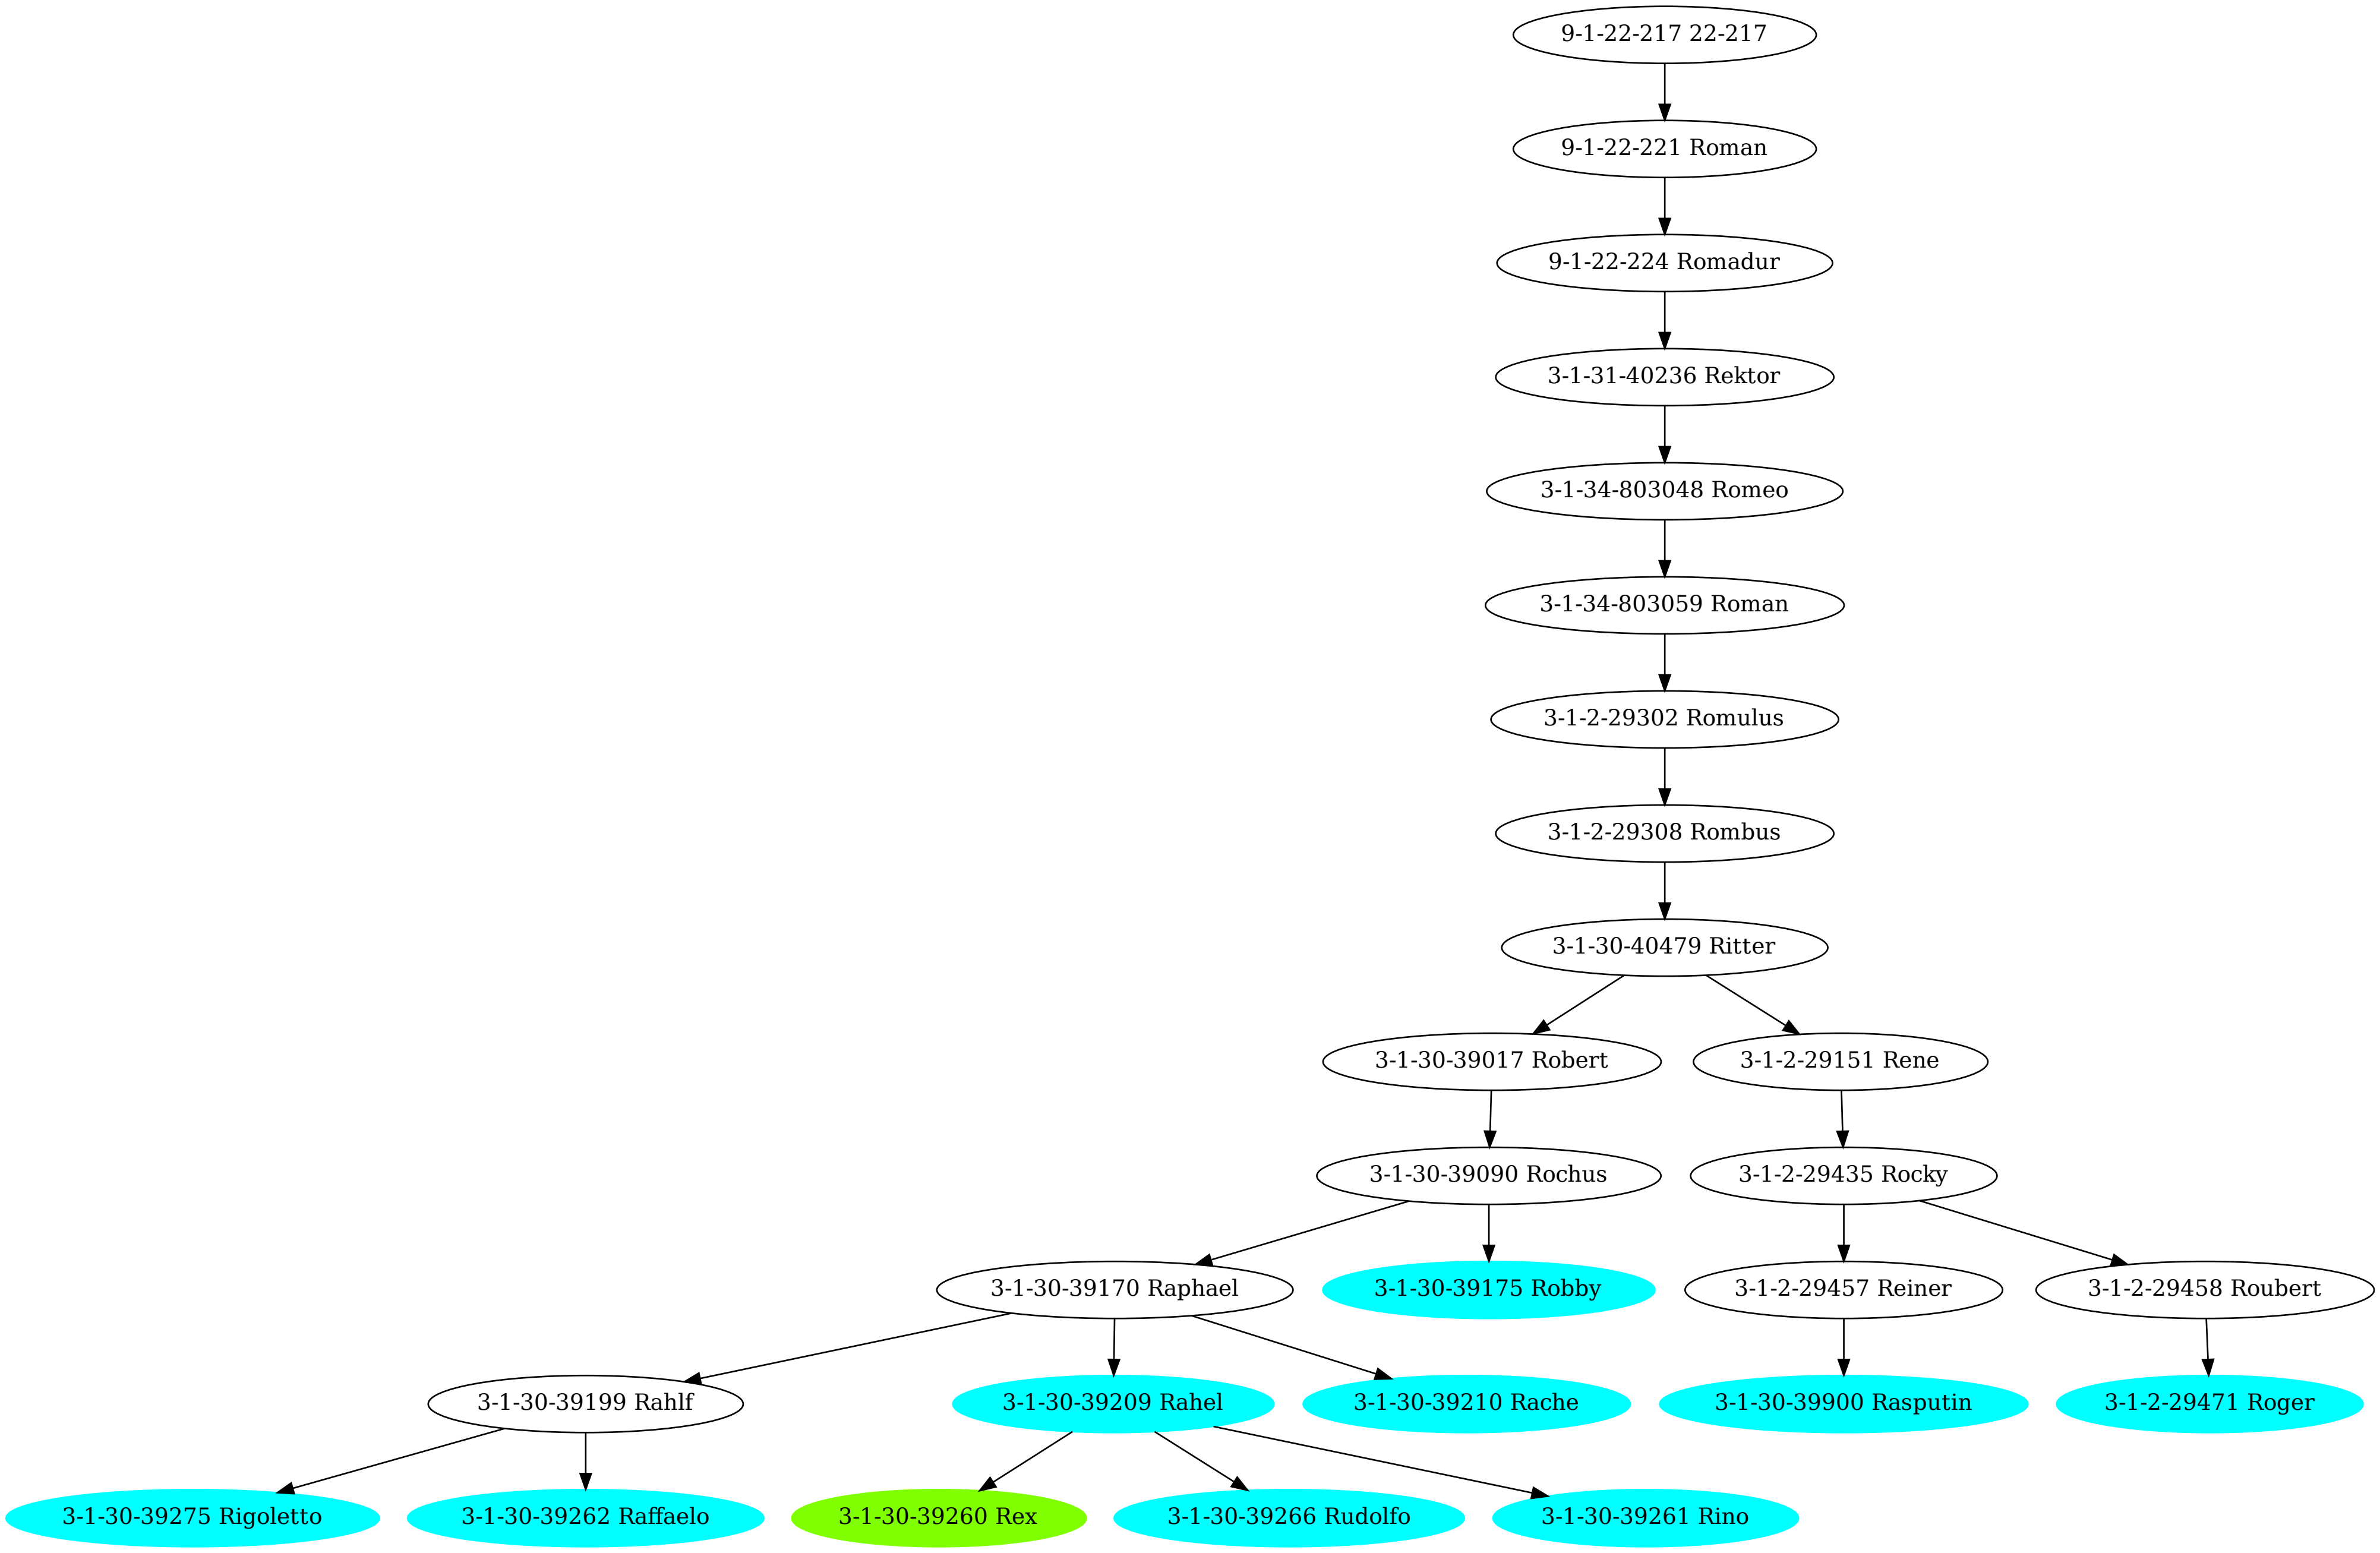 9-1-22-217 22-217
9-1-22-221 Roman
9-1-22-224 Romadur
3-1-31-40236 Rektor
3-1-34-803048 Romeo
3-1-34-803059 Roman
3-1-2-29302 Romulus
3-1-2-29308 Rombus
3-1-30-40479 Ritter
3-1-30-39017 Robert
3-1-2-29151 Rene
3-1-30-39090 Rochus
3-1-2-29435 Rocky
3-1-30-39170 Raphael
3-1-30-39175 Robby
3-1-2-29457 Reiner
3-1-2-29458 Roubert
3-1-30-39199 Rahlf
3-1-30-39209 Rahel
3-1-30-39210 Rache
3-1-30-39900 Rasputin
3-1-2-29471 Roger
3-1-30-39275 Rigoletto
3-1-30-39262 Raffaelo
3-1-30-39260 Rex
3-1-30-39266 Rudolfo
3-1-30-39261 Rino